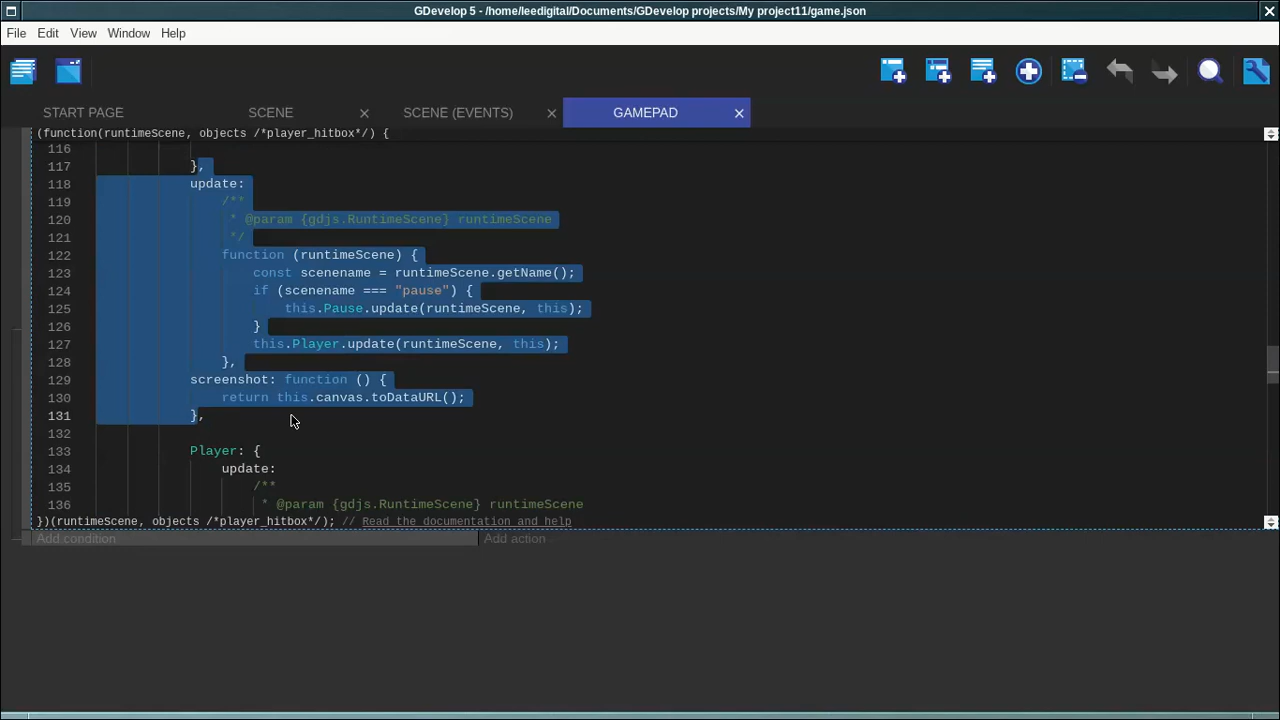 GDevelop 5 - /home/leedigital/Documents/GDevelop projects/My project11/game.json
File Edit View Window Help
START PAGE SCENE SCENE (EVENTS) GAMEPAD
(function(runtimeScene, objects /*player_hitbox*/) {
116
117 },
118 update:
119 /**
120 * @param {gdjs.RuntimeScene} runtimeScene
121 */
122 function (runtimeScene) {
123 const scenename = runtimeScene.getName();
124 if (scenename === "pause") {
125 this.Pause.update(runtimeScene, this);
126 }
127 this.Player.update(runtimeScene, this);
128 },
129 screenshot: function () {
130 return this.canvas.toDataURL();
131 },
132
133 Player: {
134 update:
135 /**
136 * @param {gdjs.RuntimeScene} runtimeScene
})(runtimeScene, objects /*player_hitbox*/); // Read the documentation and help
Add condition Add action